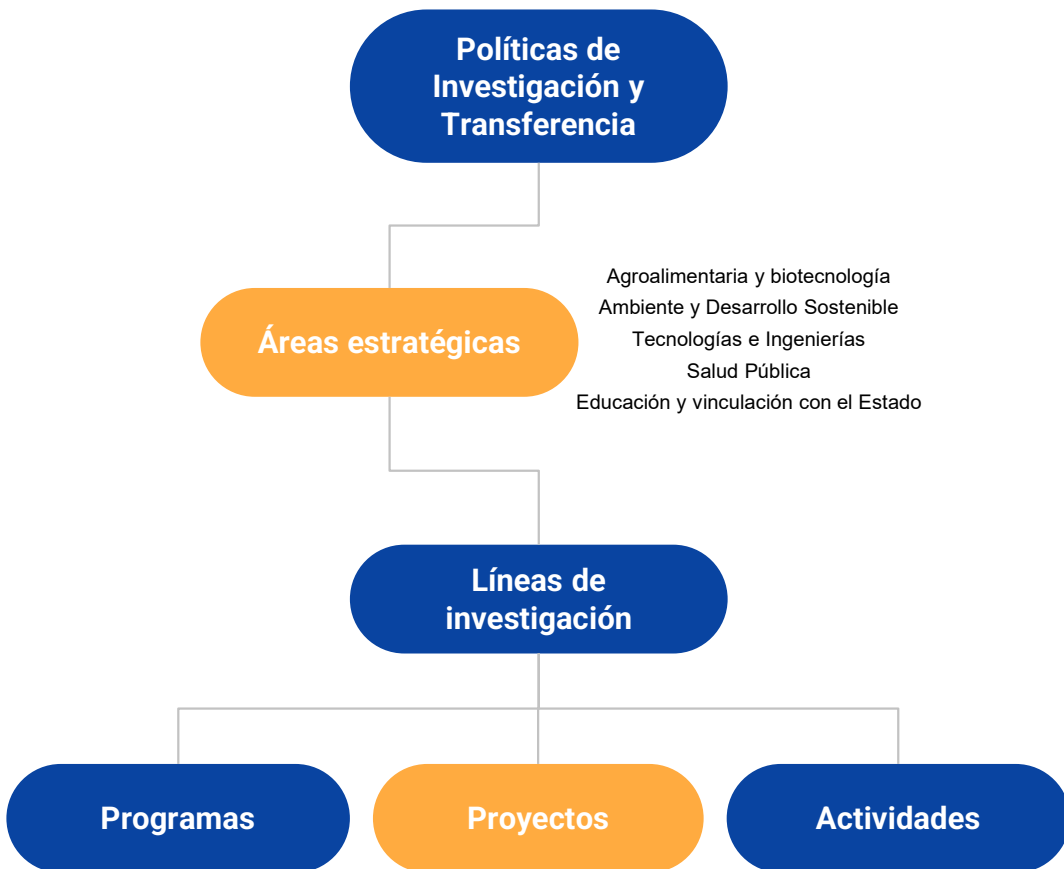 Políticas de
Investigación y
Transferencia
Áreas estratégicas
Agroalimentaria y biotecnología
Ambiente y Desarrollo Sostenible
Tecnologías e Ingenierías
Salud Pública
Educación y vinculación con el Estado
Líneas de
investigación
Programas
Proyectos
Actividades